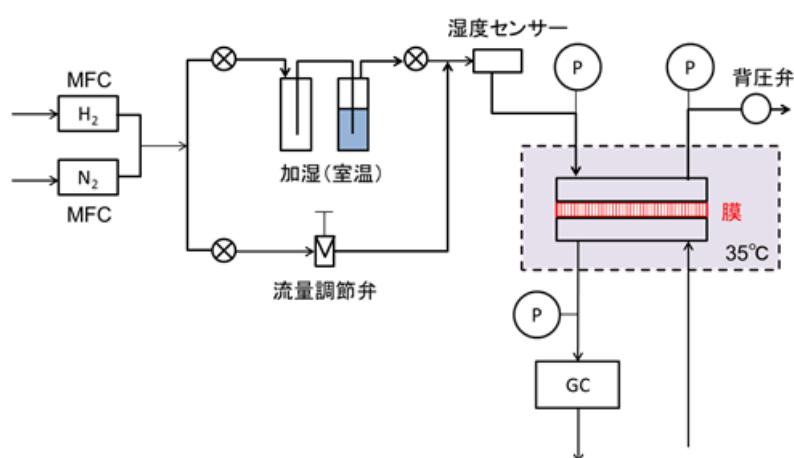 湿度センサー
MFC
H₂
N₂
MFC
加湿(室温)
流量調節弁
P
P
背圧弁
膜
35℃
P
GC